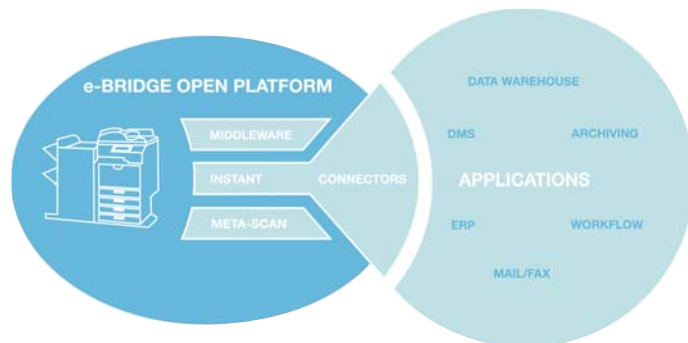 e-BRIDGE OPEN PLATFORM
MIDDLEWARE
INSTANT
CONNECTORS
META-SCAN
DATA WAREHOUSE
DMS
ARCHIVING
APPLICATIONS
ERP
WORKFLOW
MAIL/FAX